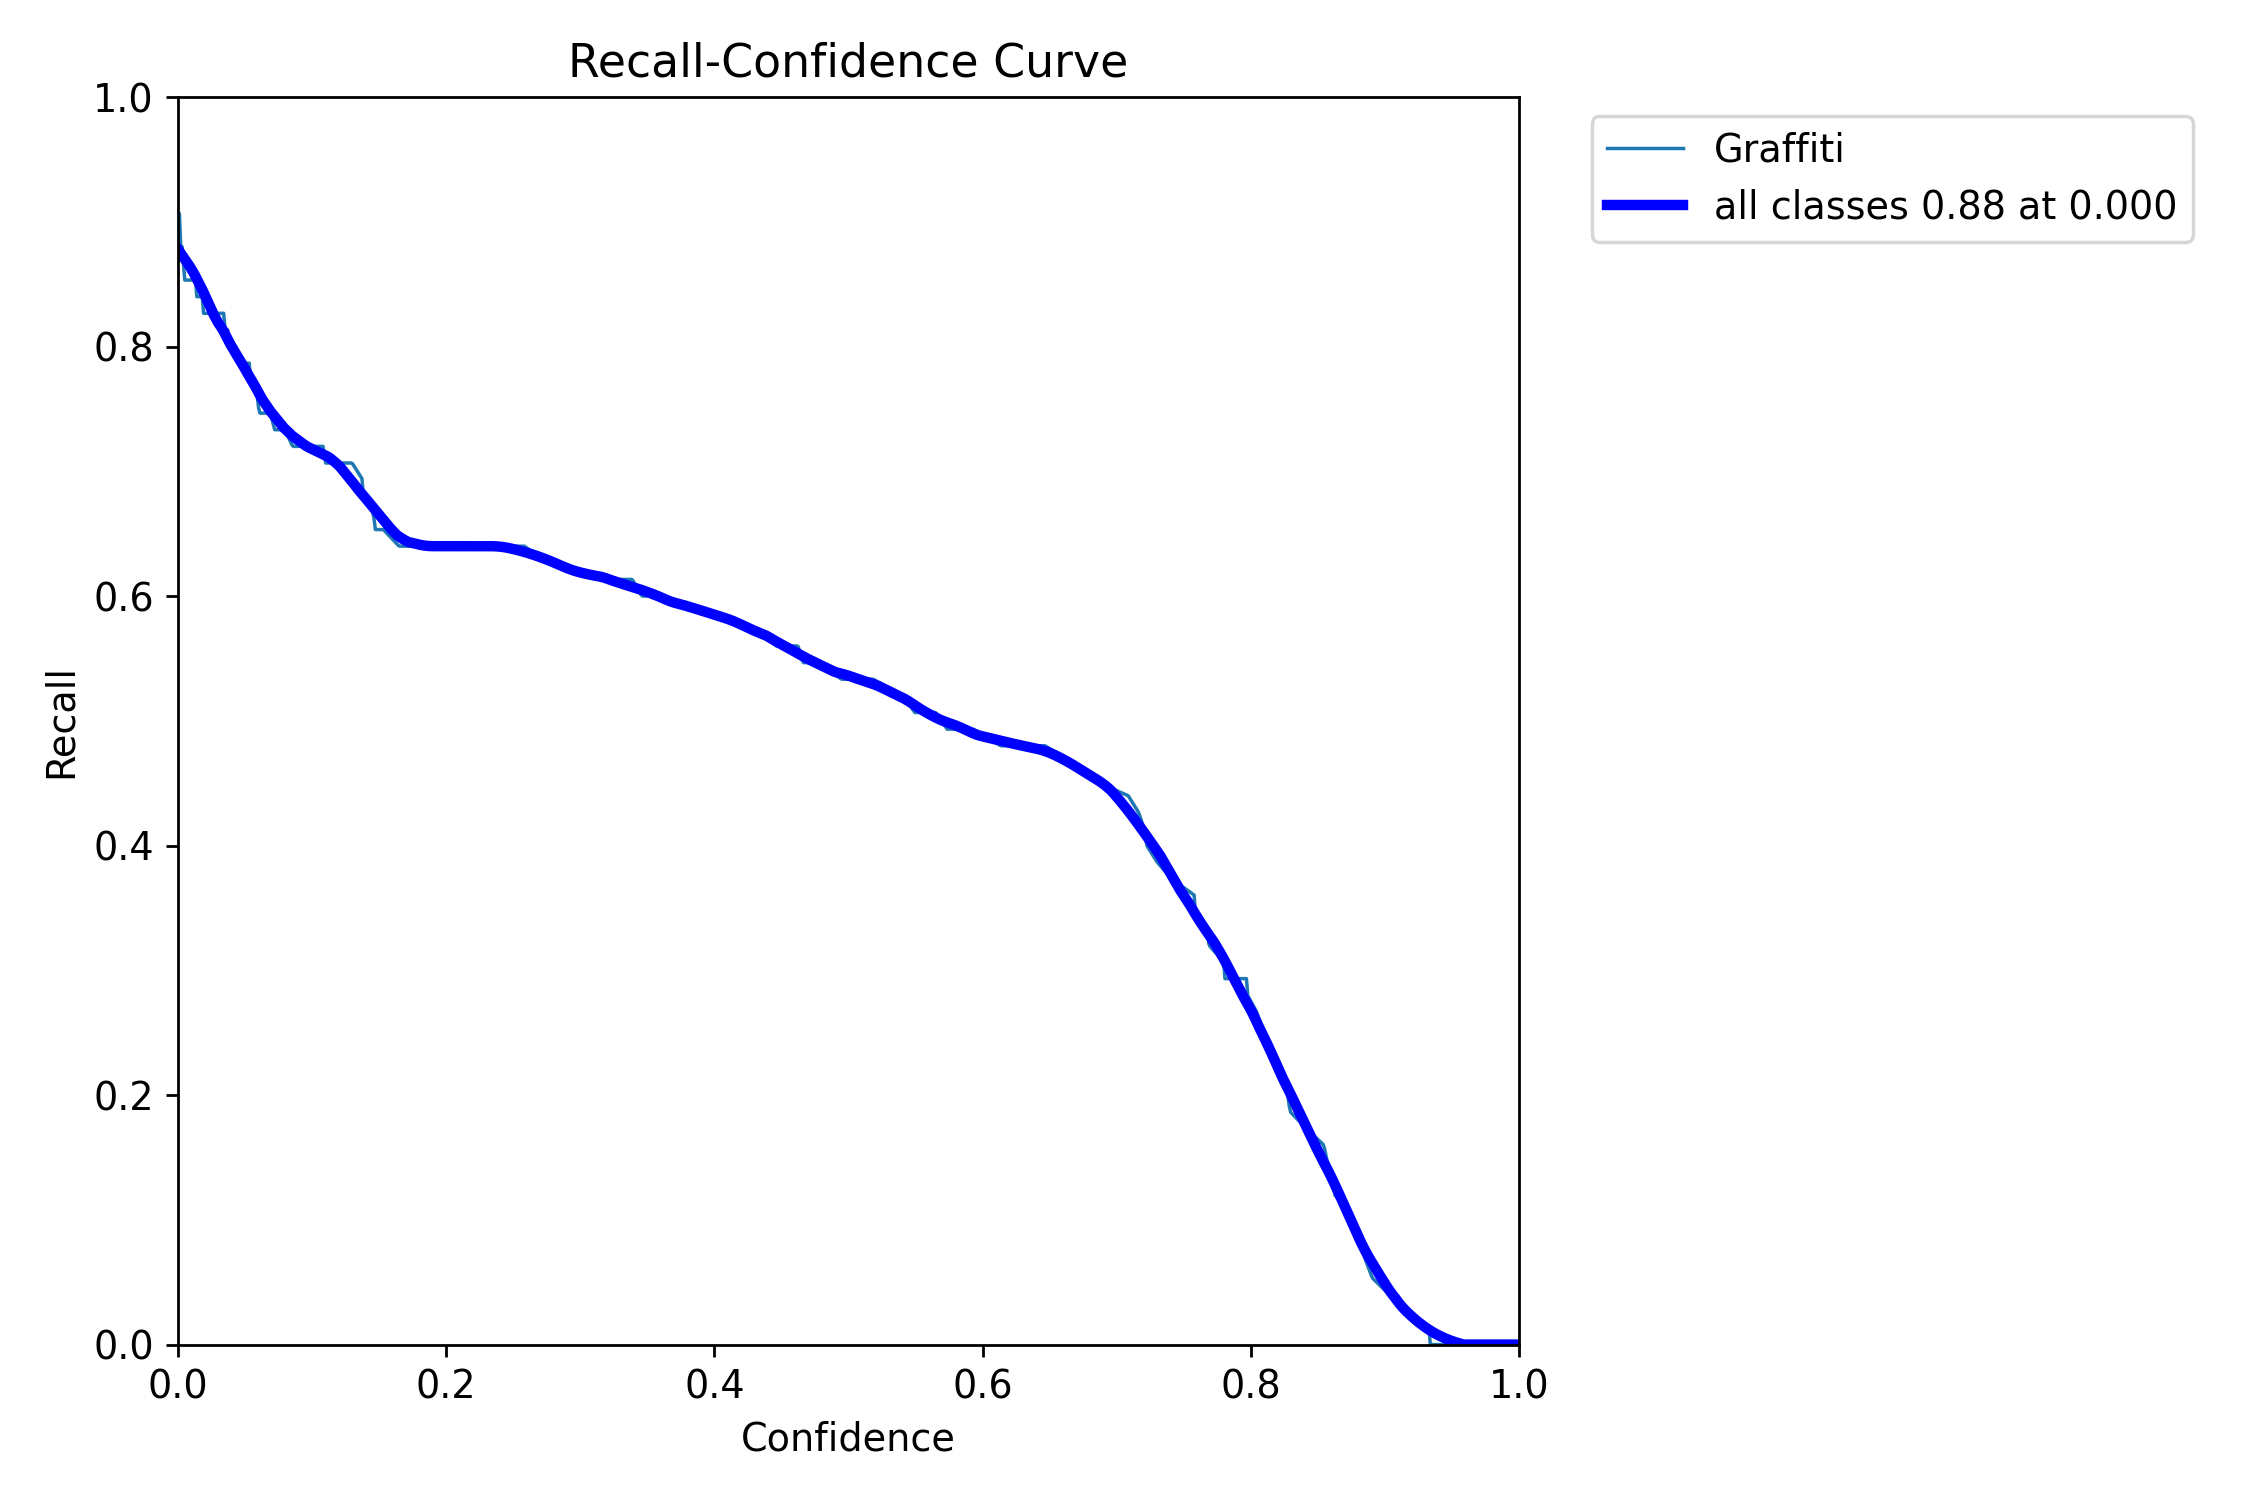 Recall-Confidence Curve
1.0
0.8
0.6
0.4
0.2
0.0
Recall
0.0 0.2 0.4 0.6 0.8 1.0
Confidence
Graffiti
all classes 0.88 at 0.000